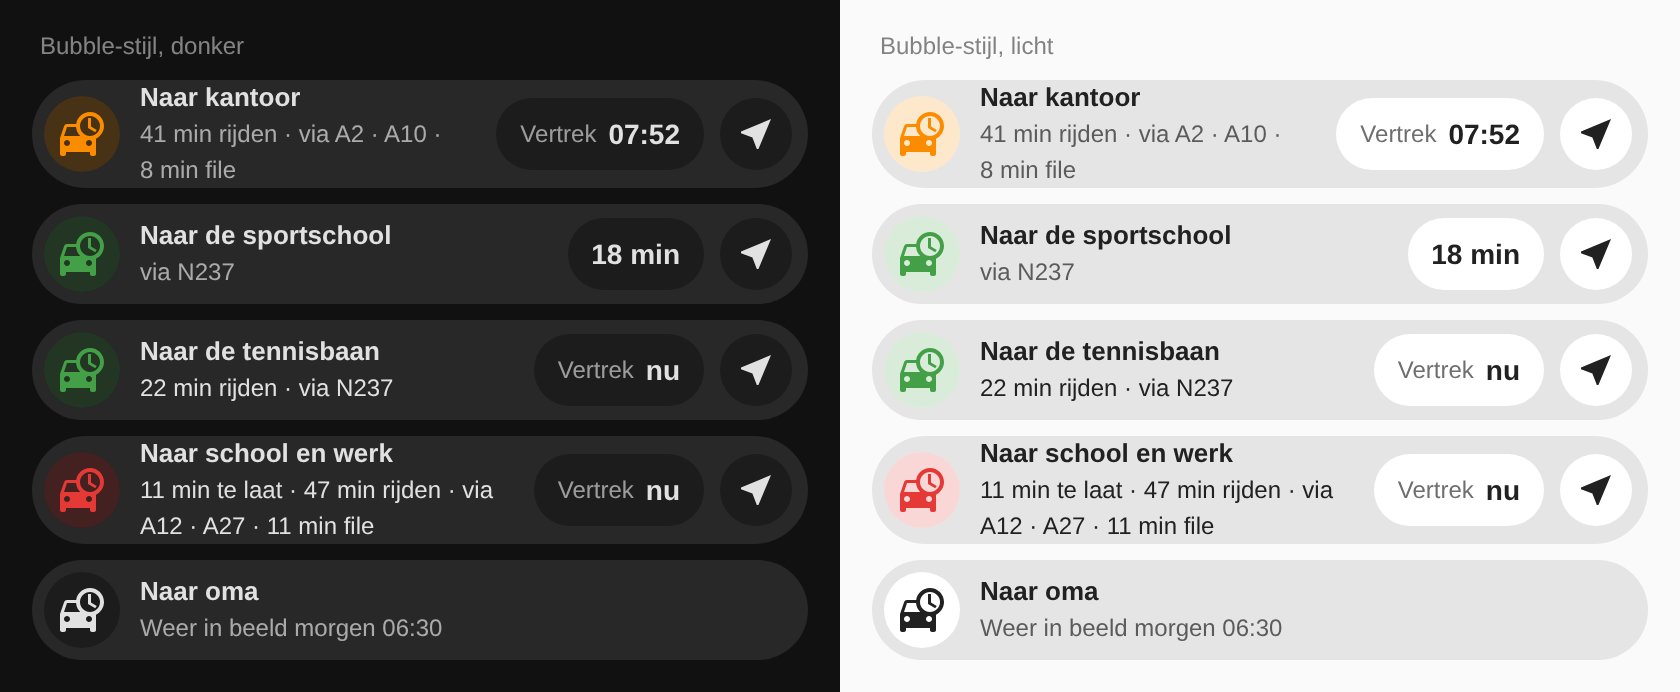 Bubble-stijl, donker
Naar kantoor
41 min rijden · via A2 · A10 ·
8 min file
Vertrek 07:52
Naar de sportschool
via N237
18 min
Naar de tennisbaan
22 min rijden · via N237
Vertrek nu
Naar school en werk
11 min te laat · 47 min rijden · via
A12 · A27 · 11 min file
Vertrek nu
Naar oma
Weer in beeld morgen 06:30
Bubble-stijl, licht
Naar kantoor
41 min rijden · via A2 · A10 ·
8 min file
Vertrek 07:52
Naar de sportschool
via N237
18 min
Naar de tennisbaan
22 min rijden · via N237
Vertrek nu
Naar school en werk
11 min te laat · 47 min rijden · via
A12 · A27 · 11 min file
Vertrek nu
Naar oma
Weer in beeld morgen 06:30